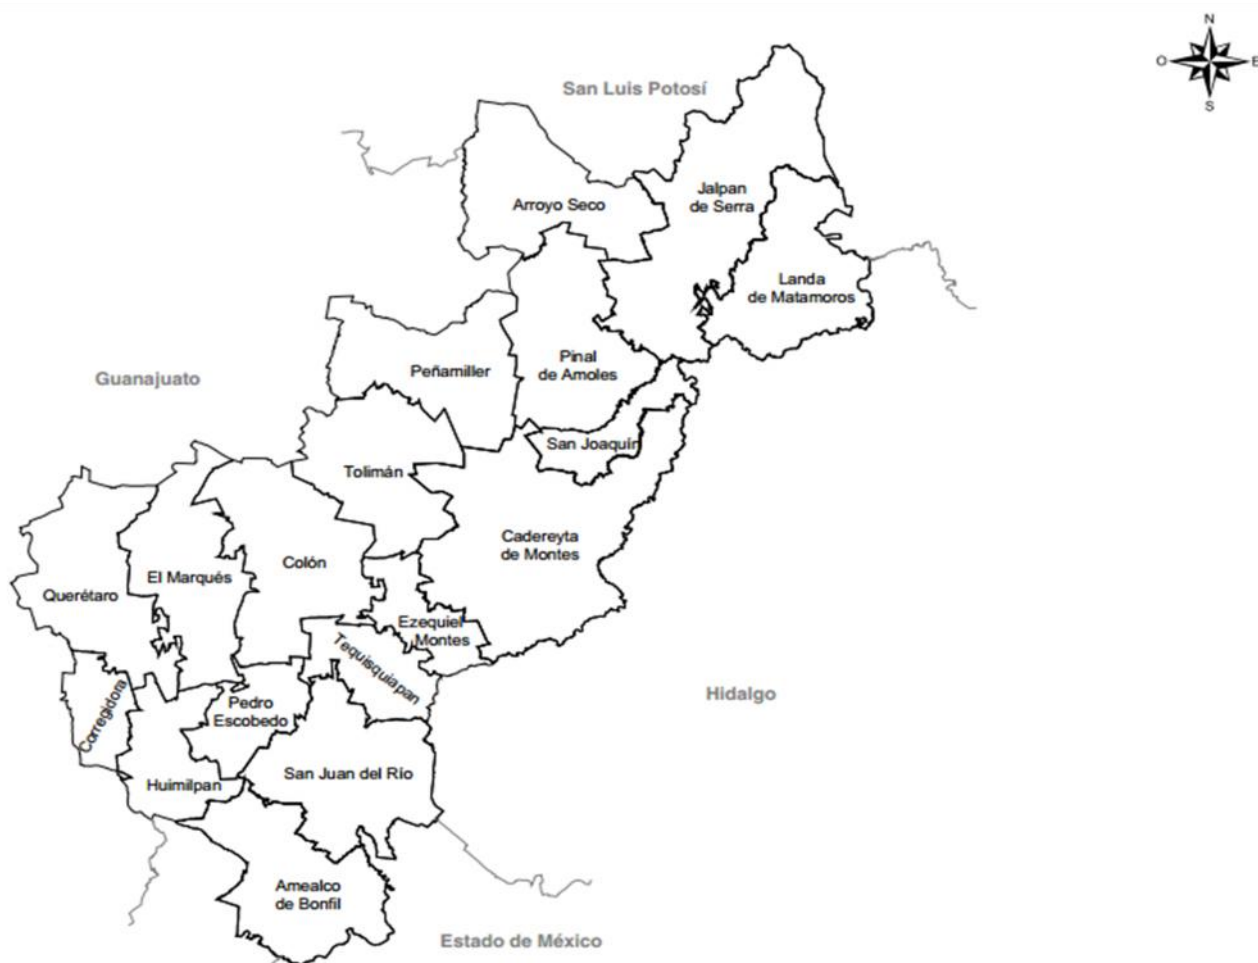 N
O
E
S
San Luis Potosí
Jalpan
de Serra
Arroyo Seco
Landa
de Matamoros
Pinal
de Amoles
Peñamiller
Guanajuato
San Joaquín
Tolimán
Cadereyta
de Montes
Colón
El Marqués
Querétaro
Ezequiel
Montes
Tequisquiapan
Hidalgo
Corregidora
Pedro
Escobedo
San Juan del Río
Huimilpan
Amealco
de Bonfil
Estado de México